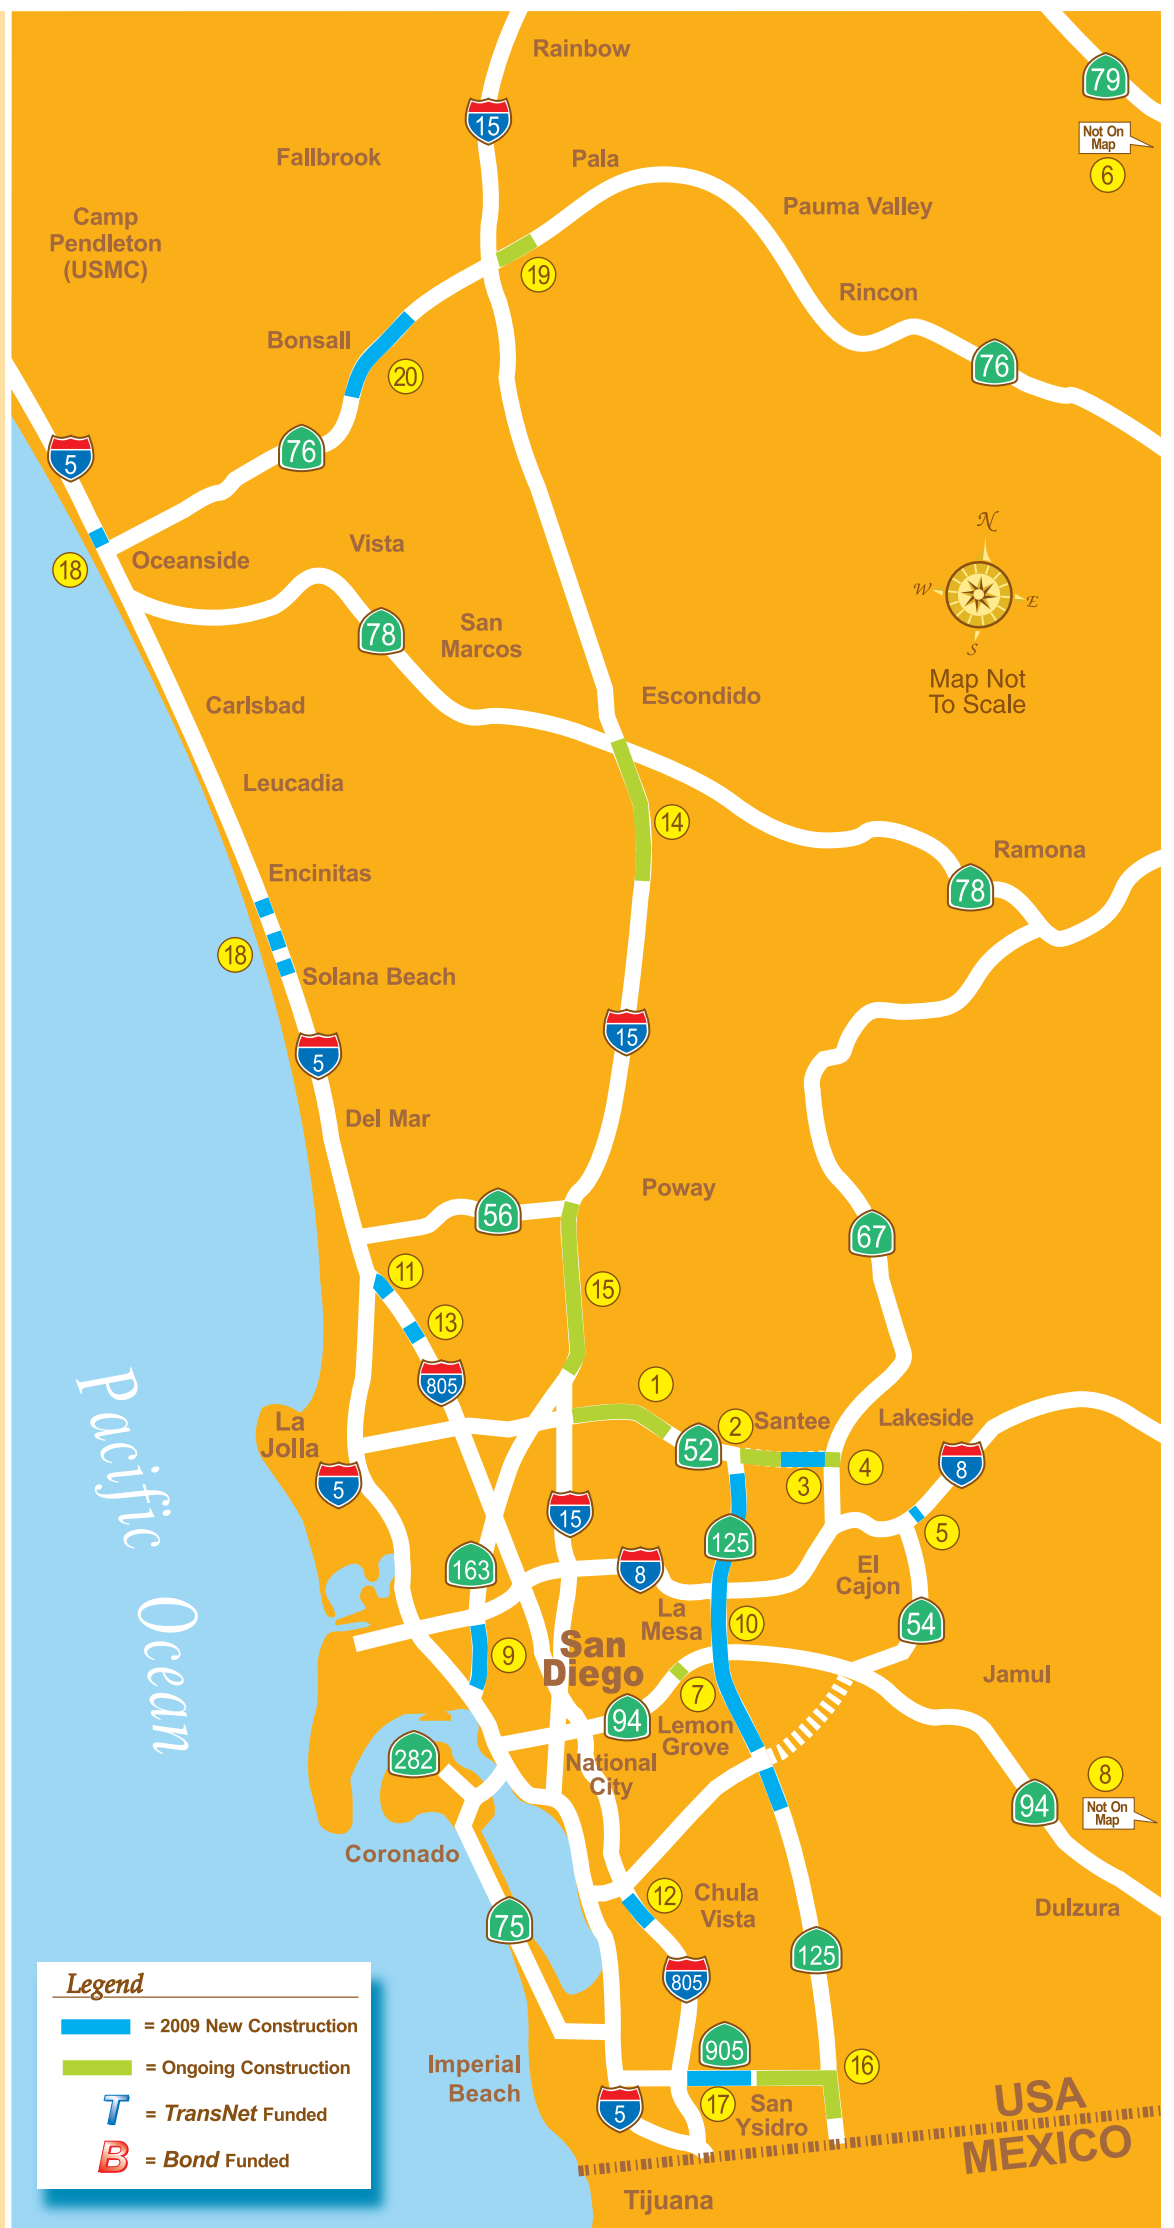 Rainbow
79
15
Not On
Map
Fallbrook
Pala
6
Camp
Pendleton
(USMC)
Pauma Valley
19
Rincon
Bonsall
20
76
76
5
N
Vista
18
Oceanside
W
E
78
San
Marcos
S
Map Not
To Scale
Escondido
Carlsbad
Leucadia
14
Ramona
Encinitas
78
18
Solana Beach
15
5
Del Mar
Poway
56
67
11
15
13
805
1
Pacific Ocean
La
Jolla
2
Santee
Lakeside
52
4
8
3
5
15
5
125
163
8
El
Cajon
La
Mesa
10
54
San
Diego
9
Jamul
7
94
Lemon
Grove
282
National
City
8
Not On
Map
94
Coronado
12
Chula
Vista
Dulzura
75
125
805
Legend
= 2009 New Construction
= Ongoing Construction
T = TransNet Funded
B = Bond Funded
905
Imperial
Beach
16
5
17
San
Ysidro
USA
MEXICO
Tijuana